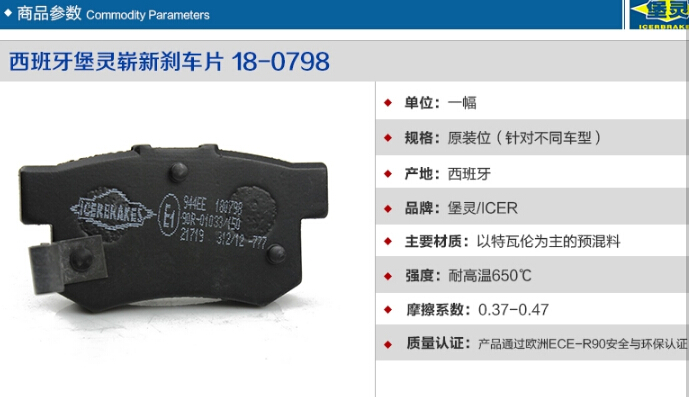 商品参数 Commodity Parameters
堡灵
ICERBRAKES
西班牙堡灵崭新刹车片 18-0798
单位：一幅
规格：原装位（针对不同车型）
产地：西班牙
品牌：堡灵/ICER
主要材质：以特瓦伦为主的预混料
强度：耐高温650℃
摩擦系数：0.37-0.47
质量认证：产品通过欧洲ECE-R90安全与环保认证
ICERBRAKES
E1
944EE 180798
90R-01033/450
21719 312/12 -777